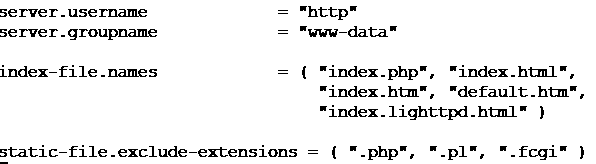 server.username = "http"
server.groupname = "www-data"
index-file.names = ( "index.php", "index.html",
"index.htm", "default.htm",
"index.lighttpd.html" )
static-file.exclude-extensions = ( ".php", ".pl", ".fcgi" )